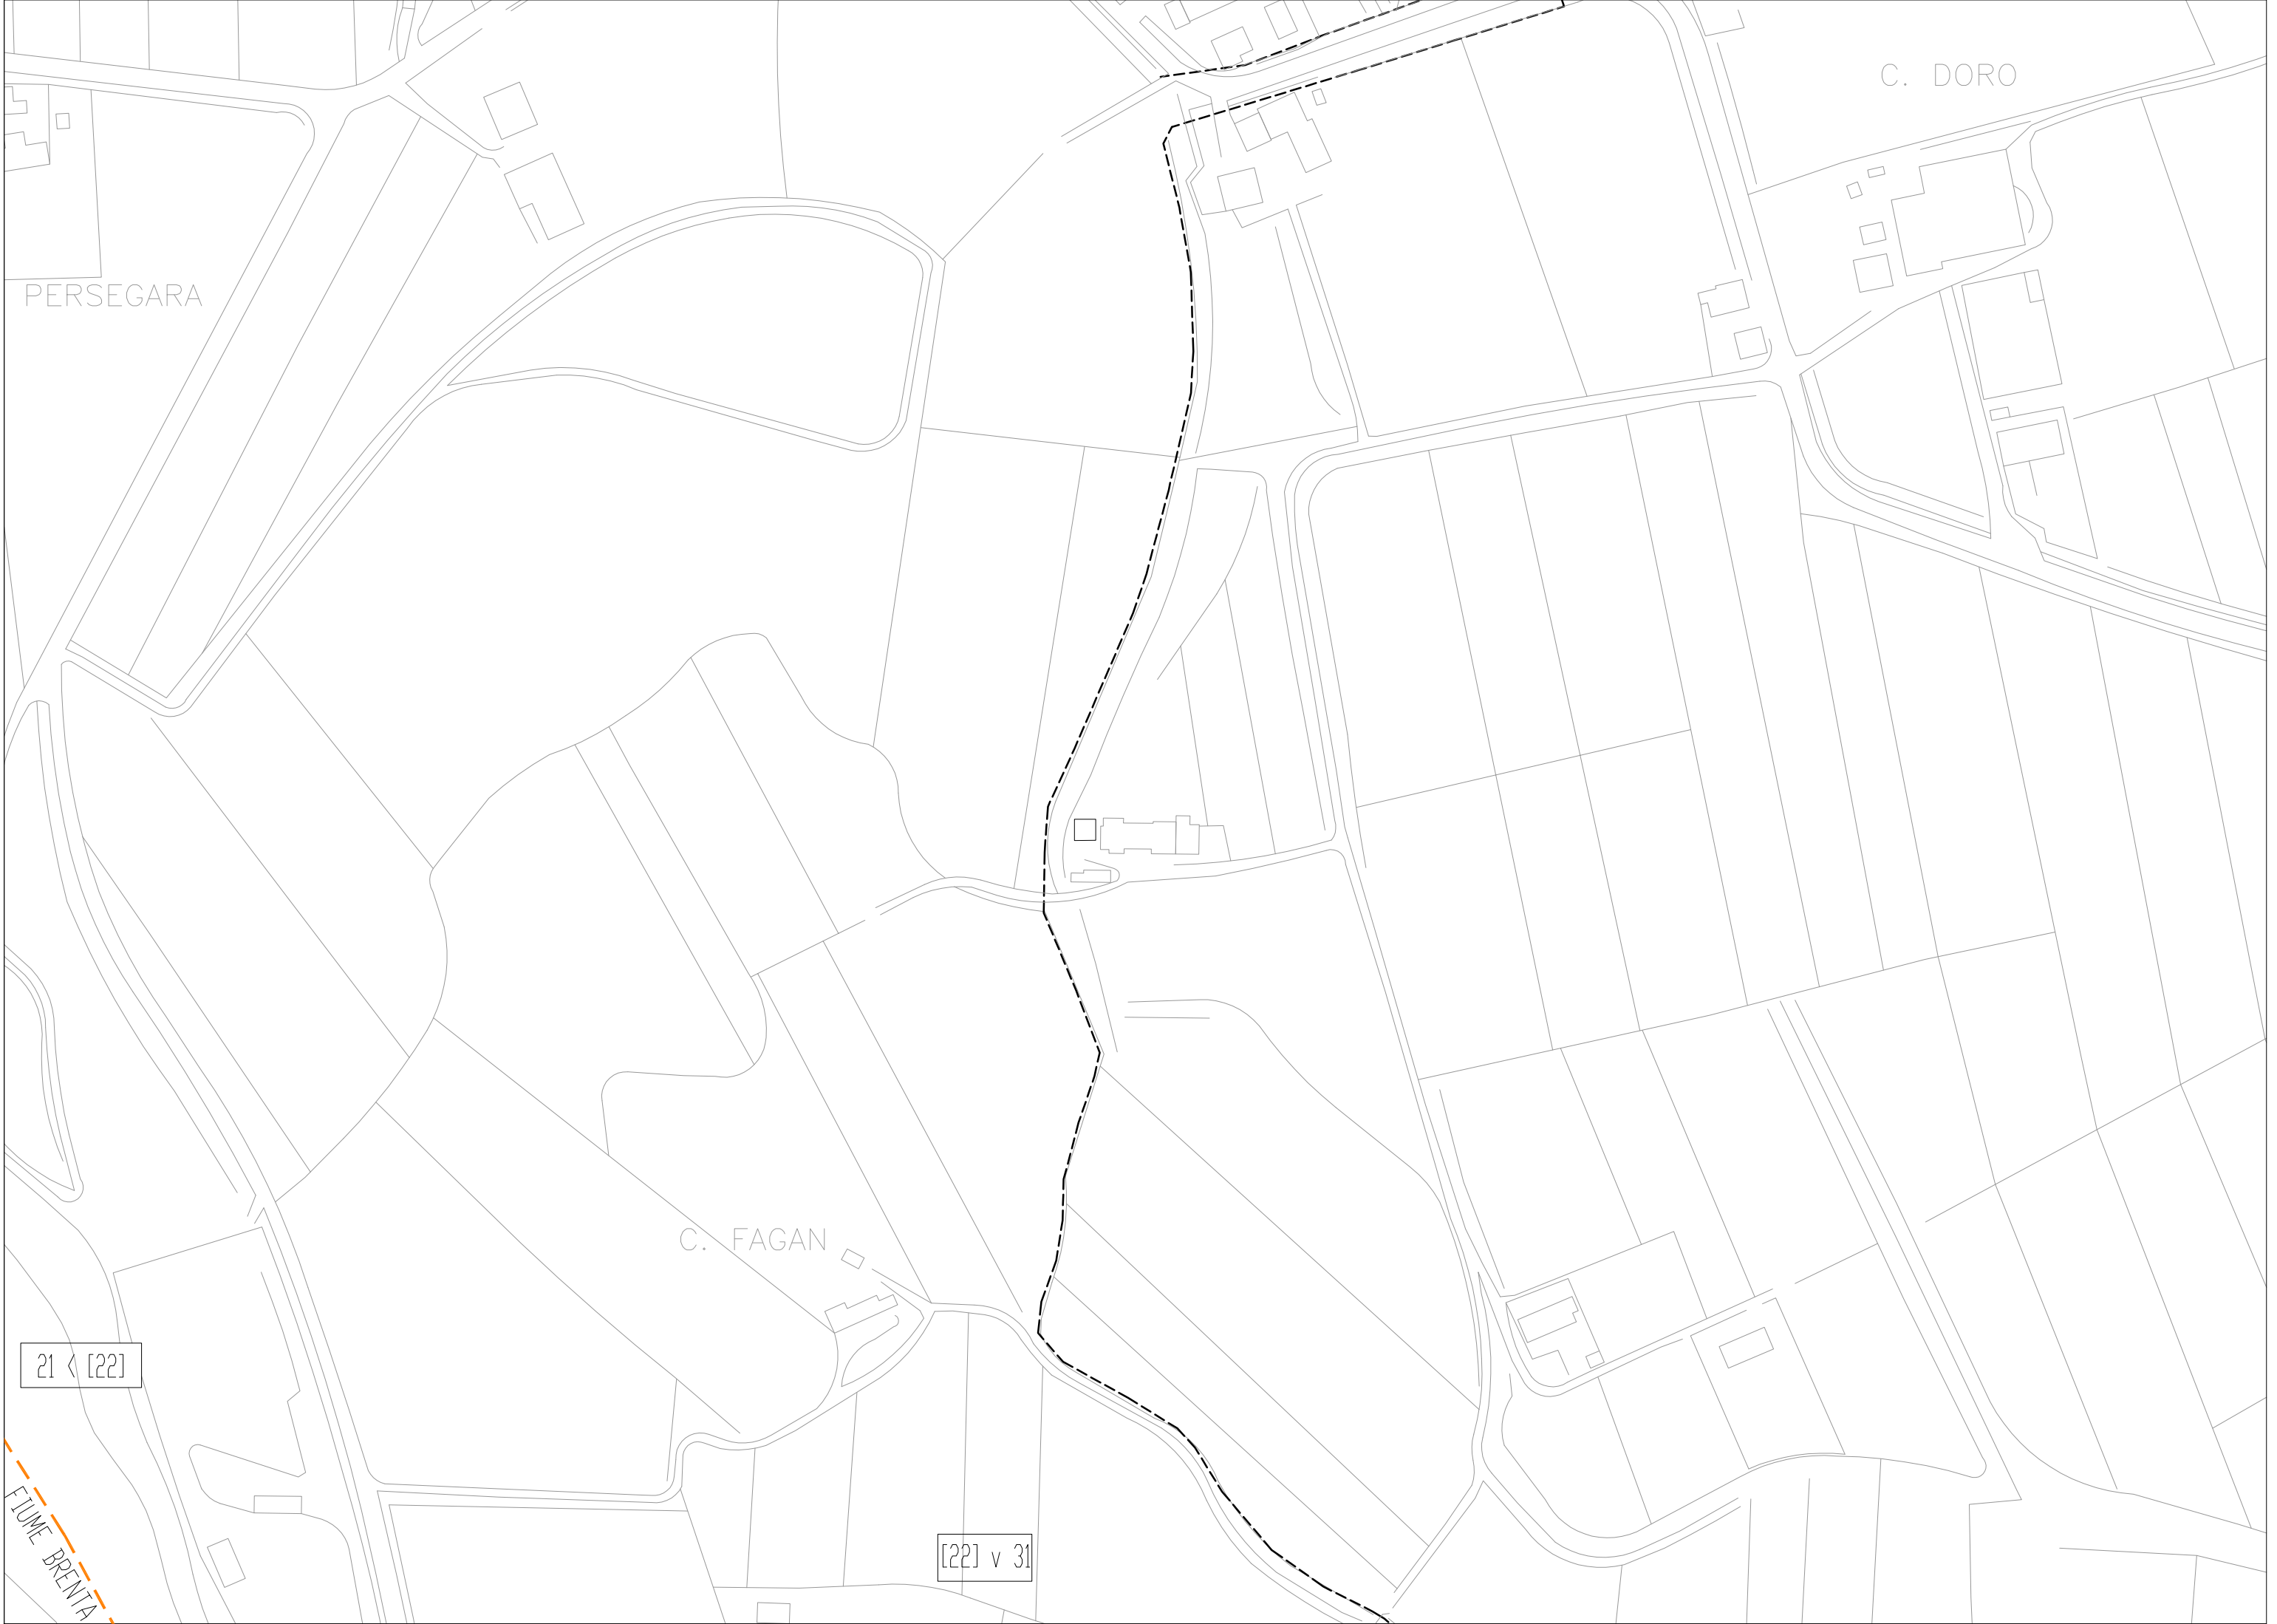 C. DORO
PERSEGARA
C. FAGAN
21 < [22]
[22] v 31
FIUME BRENTA